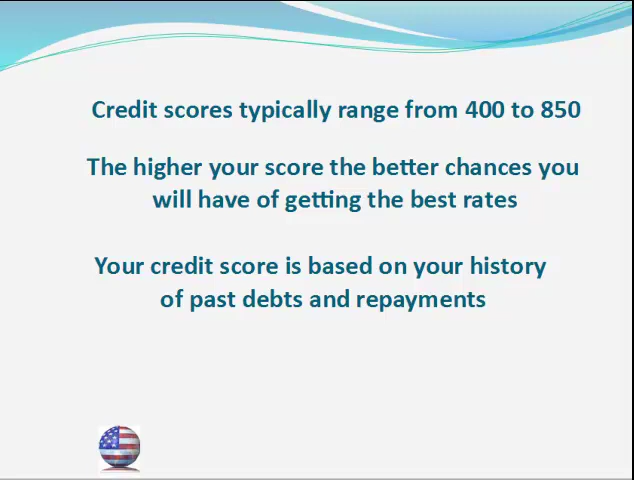 Credit scores typically range from 400 to 850
The higher your score the better chances you
will have of getting the best rates
Your credit score is based on your history
of past debts and repayments